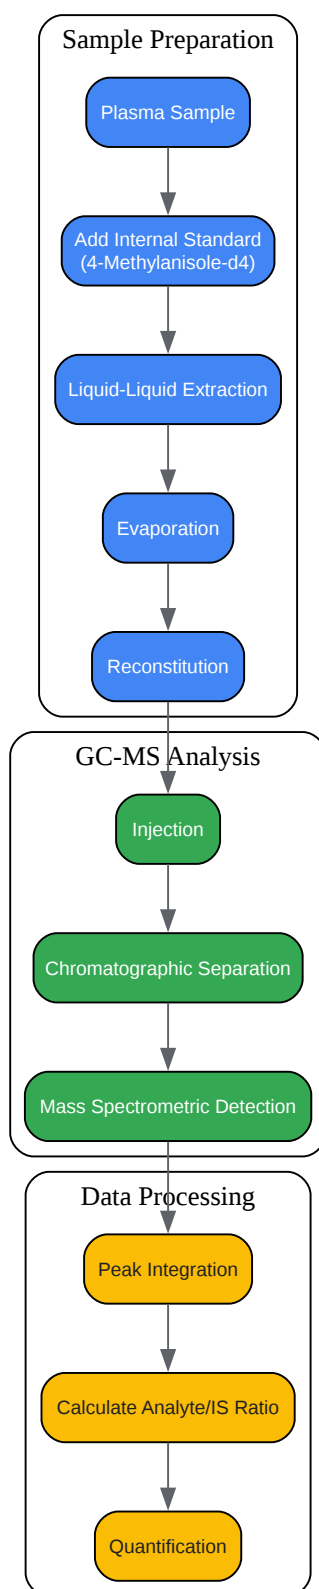 Sample Preparation
Plasma Sample
Add Internal Standard
(4-Methylanisole-d4)
Liquid-Liquid Extraction
Evaporation
Reconstitution
GC-MS Analysis
Injection
Chromatographic Separation
Mass Spectrometric Detection
Data Processing
Peak Integration
Calculate Analyte/IS Ratio
Quantification